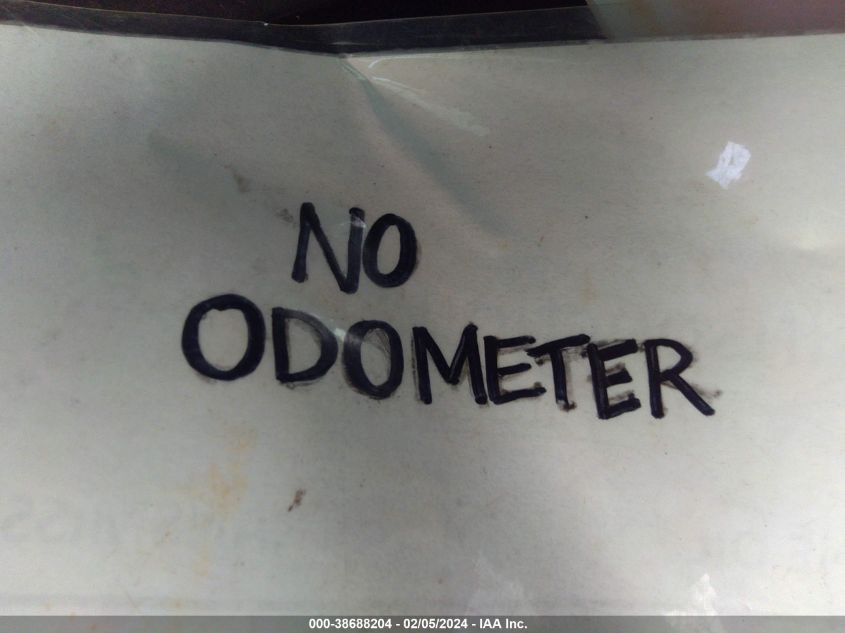 NO
ODOMETER
000-38688204 - 02/05/2024 - IAA Inc.